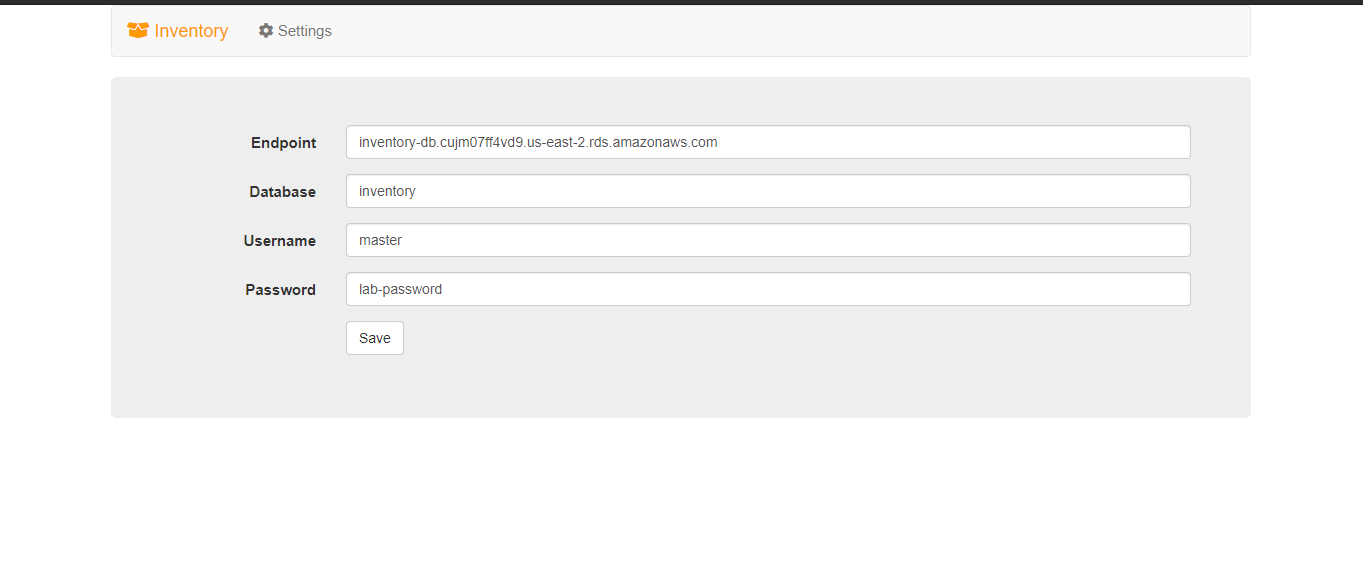 Inventory Settings
Endpoint inventory-db.cujm07ff4vd9.us-east-2.rds.amazonaws.com
Database inventory
Username master
Password lab-password
Save